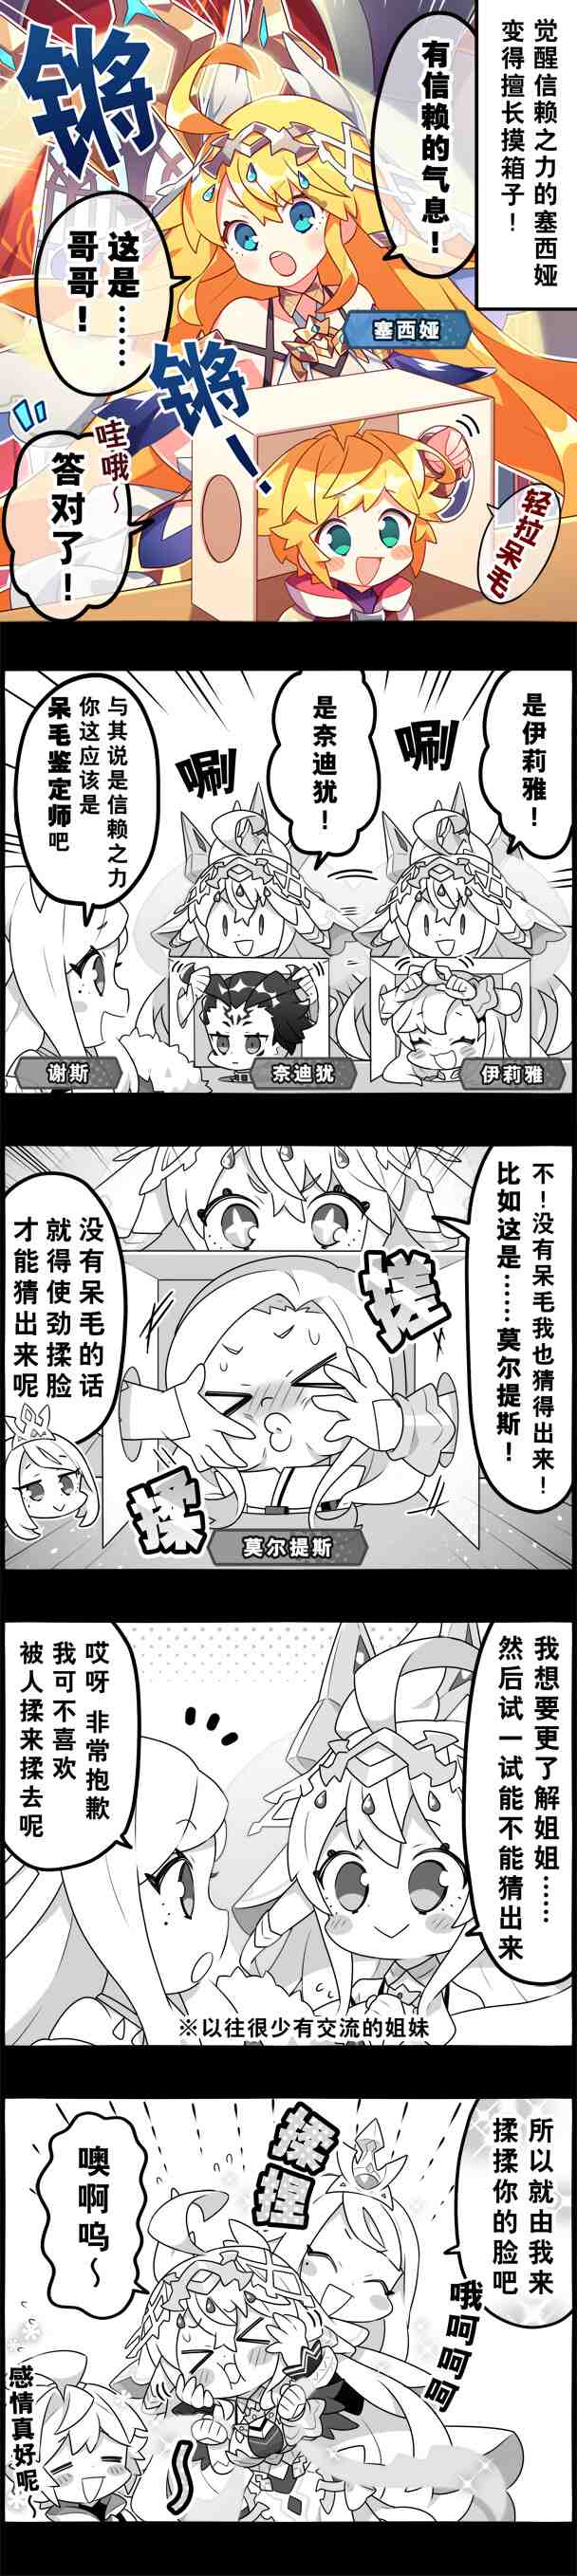 觉醒信赖之力的塞西娅
变得擅长摸箱子！
有信赖的气息！
锵
这是……
哥哥！
塞西娅
锵！
哇哦～
答对了！
轻拉呆毛
是伊莉雅！
唰
是奈迪犹！
唰
与其说是信赖之力
你这应该是
呆毛鉴定师吧
谢斯
奈迪犹
伊莉雅
不！没有呆毛我也猜得出来！
比如这是……莫尔提斯！
搓
揉
没有呆毛的话
就得使劲揉脸
才能猜出来呢
莫尔提斯
我想要更了解姐姐……
然后试一试能不能猜出来
哎呀 非常抱歉
我可不喜欢
被人揉来揉去呢
※以往很少有交流的姐妹
所以就由我来
揉揉你的脸吧
揉捏
哦呵呵呵
噢啊呜～
感情真好呢～